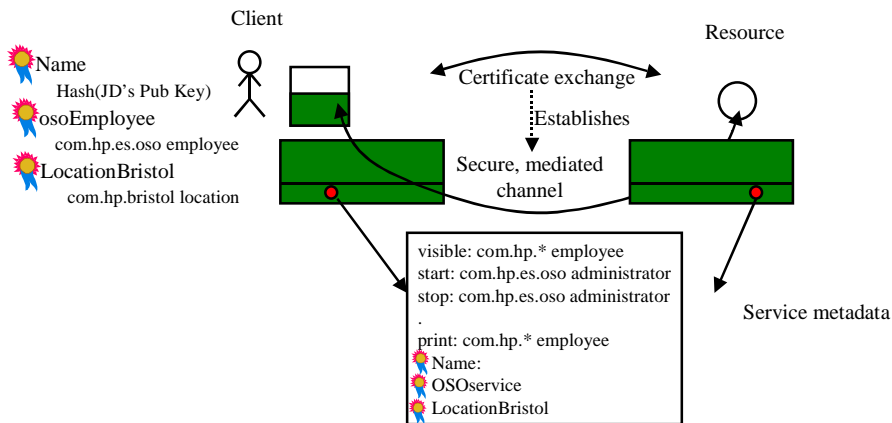 Client
Resource
Name
Hash(JD's Pub Key)
osoEmployee
com.hp.es.oso employee
LocationBristol
com.hp.bristol location
Certificate exchange
Establishes
Secure, mediated
channel
visible: com.hp.* employee
start: com.hp.es.oso administrator
stop: com.hp.es.oso administrator
.
print: com.hp.* employee
Name:
OSOservice
LocationBristol
Service metadata